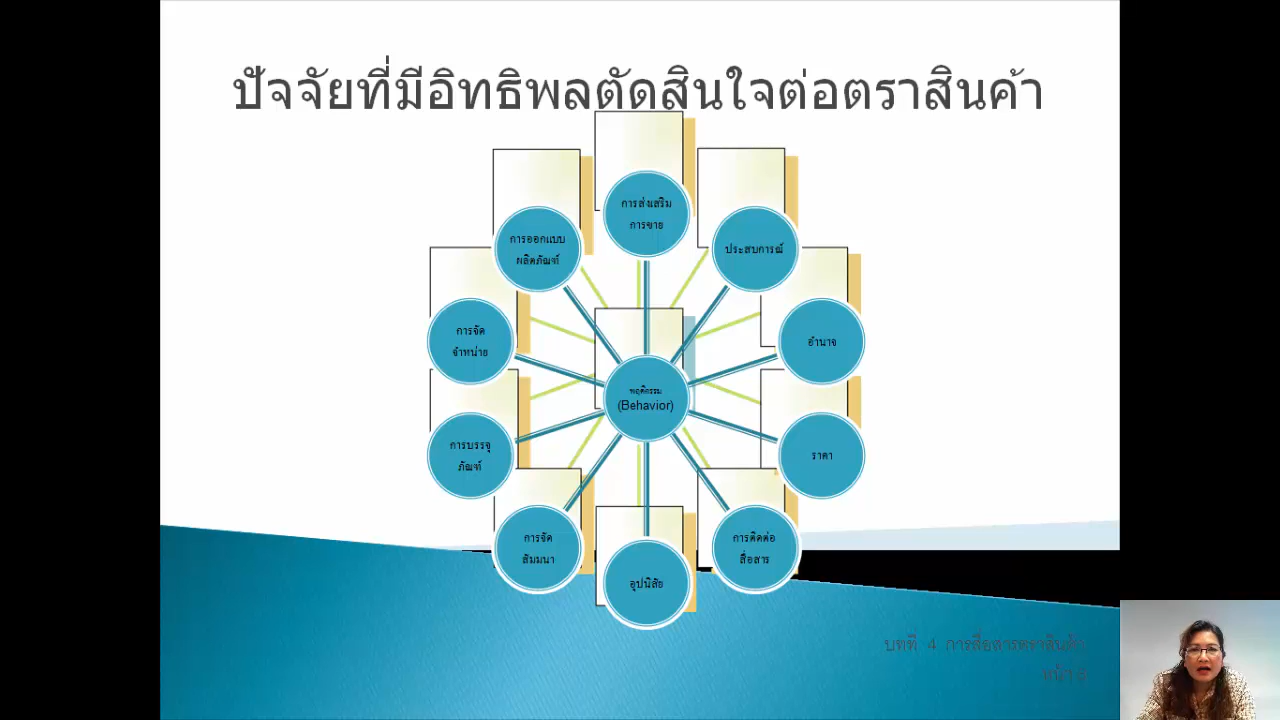 ปัจจัยที่มีอิทธิพลตัดสินใจต่อตราสินค้า
การส่งเสริม
การขาย
ประสบการณ์
อำนาจ
ราคา
การติดต่อ
สื่อสาร
อุปนิสัย
การจัด
สัมมนา
การบรรจุ
ภัณฑ์
การจัด
จำหน่าย
การออกแบบ
ผลิตภัณฑ์
พฤติกรรม
(Behavior)
บทที่ 4 การสื่อสารตราสินค้า